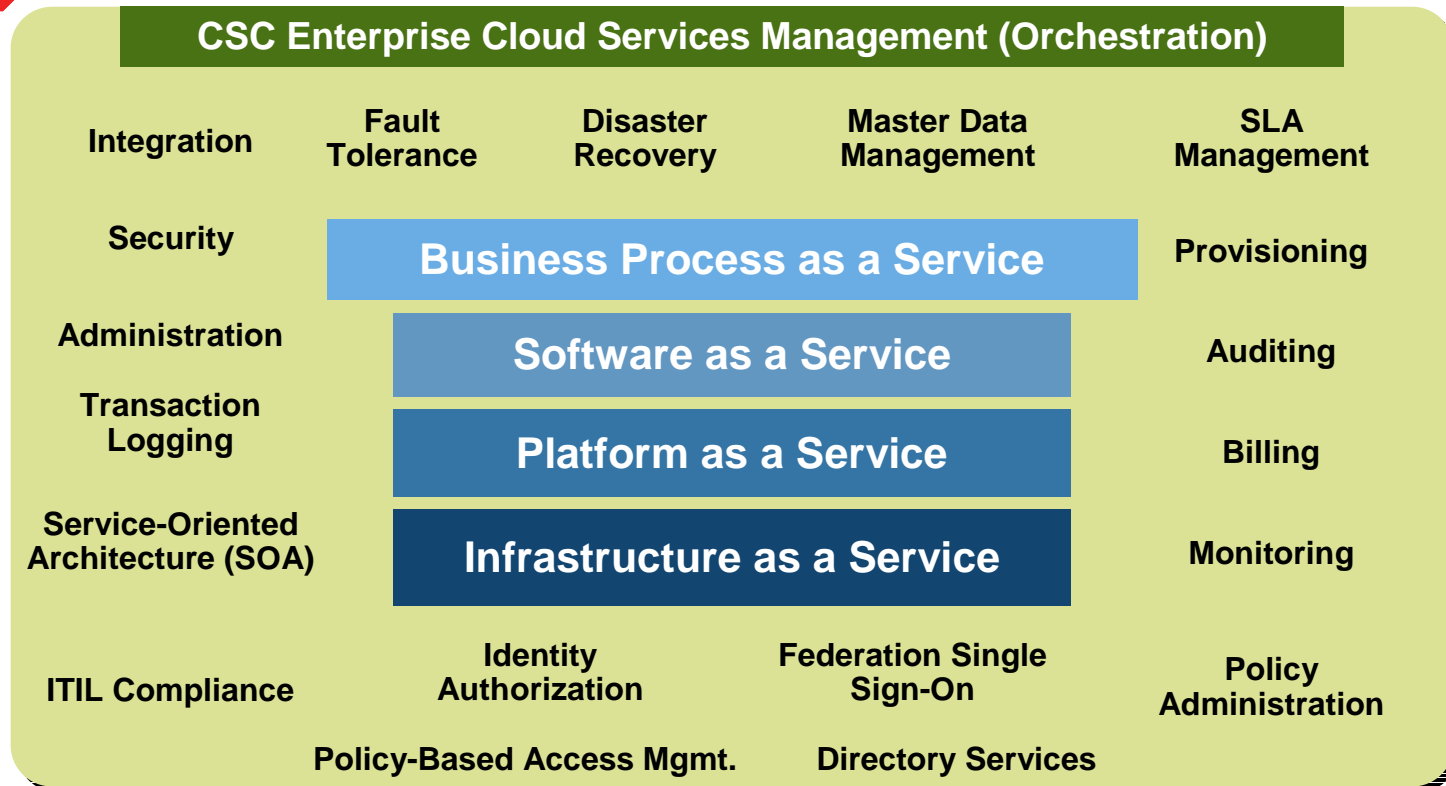 CSC Enterprise Cloud Services Management (Orchestration)
Integration
Fault
Tolerance
Disaster
Recovery
Master Data
Management
SLA
Management
Security
Business Process as a Service
Provisioning
Administration
Software as a Service
Auditing
Transaction
Logging
Platform as a Service
Billing
Service-Oriented
Architecture (SOA)
Infrastructure as a Service
Monitoring
ITIL Compliance
Identity
Authorization
Federation Single
Sign-On
Policy
Administration
Policy-Based Access Mgmt.
Directory Services